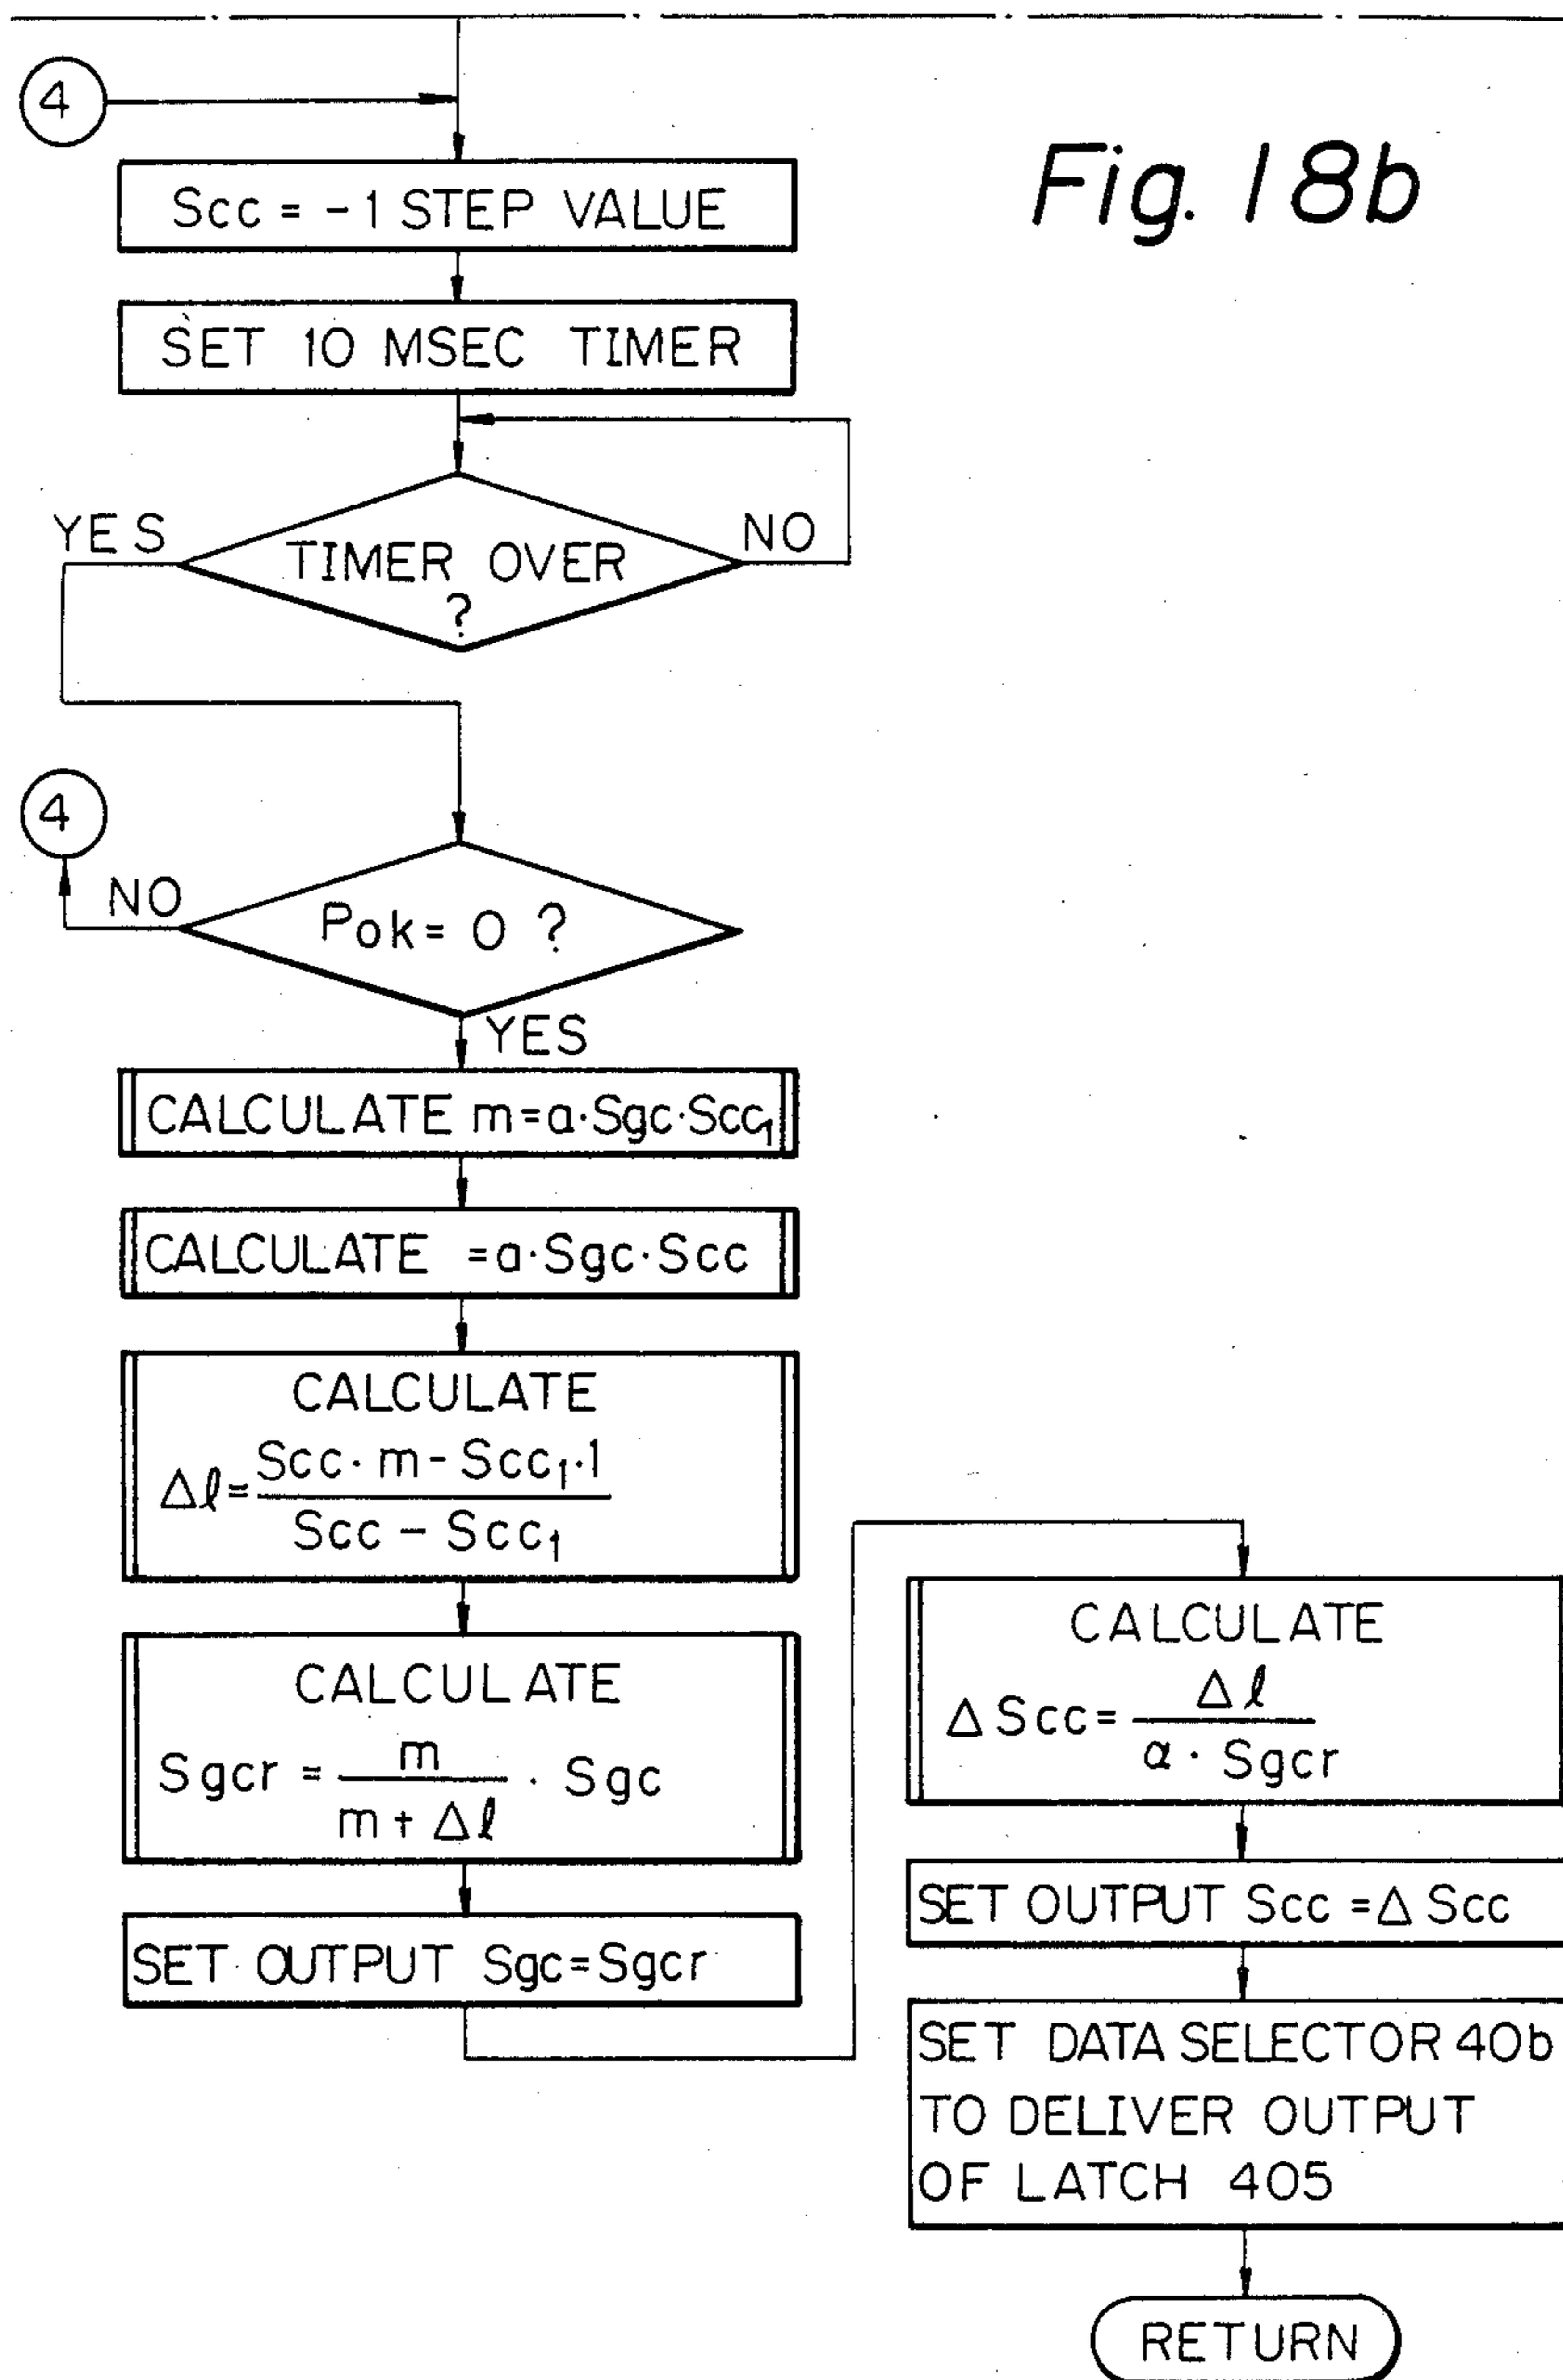 4
Fig. 18b
Scc = -1 STEP VALUE
SET 10 MSEC TIMER
YES
NO
TIMER OVER
?
4
NO
Pok = 0 ?
YES
CALCULATE m=a·Sgc·Scc₁
CALCULATE =a·Sgc·Scc
CALCULATE
Δℓ=
Scc· m - Scc₁·1
Scc - Scc₁
CALCULATE
Sgcr =
m
m + Δℓ
· Sgc
SET OUTPUT Sgc=Sgcr
CALCULATE
Δ Scc=
Δℓ
α · Sgcr
SET OUTPUT Scc =Δ Scc
SET DATA SELECTOR 40b
TO DELIVER OUTPUT
OF LATCH 405
RETURN